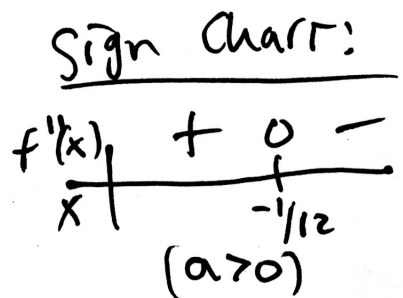 Sign Chart:
f''(x) + 0 -
x -1/12
(a>0)